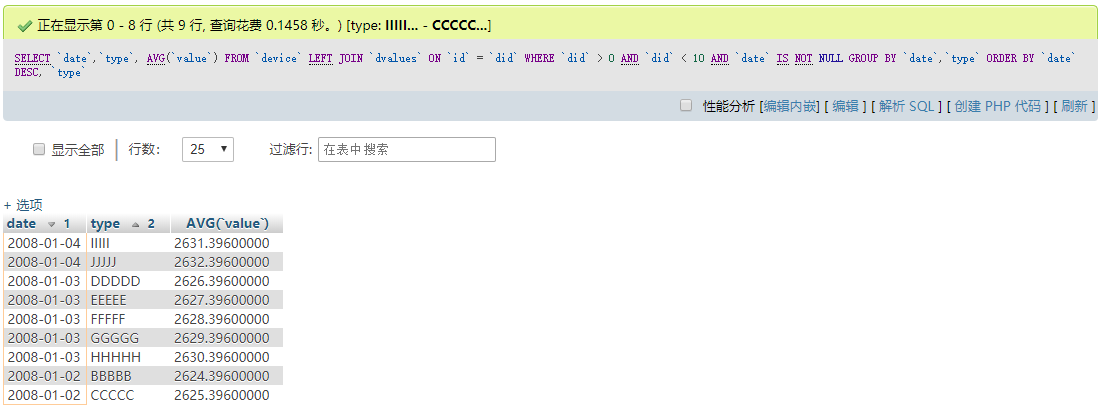 正在显示第 0 - 8 行 (共 9 行, 查询花费 0.1458 秒。) [type: IIIII... - CCCCC...]
SELECT `date`,`type`, AVG(`value`) FROM `device` LEFT JOIN `dvalues` ON `id` = `did` WHERE `did` > 0 AND `did` < 10 AND `date` IS NOT NULL GROUP BY `date`,`type` ORDER BY `date`
DESC, `type`
性能分析 [编辑内嵌] [ 编辑 ] [ 解析 SQL ] [ 创建 PHP 代码 ] [ 刷新 ]
显示全部 行数: 25 过滤行: 在表中搜索
+ 选项
date 1 type 2 AVG(`value`)
2008-01-04 IIIII 2631.39600000
2008-01-04 JJJJJ 2632.39600000
2008-01-03 DDDDD 2626.39600000
2008-01-03 EEEEE 2627.39600000
2008-01-03 FFFFF 2628.39600000
2008-01-03 GGGGG 2629.39600000
2008-01-03 HHHHH 2630.39600000
2008-01-02 BBBBB 2624.39600000
2008-01-02 CCCCC 2625.39600000